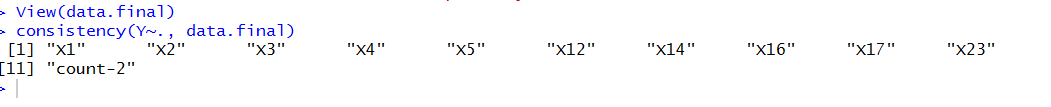 > View(data.final)
> consistency(Y~., data.final)
[1] "x1" "x2" "x3" "x4" "x5" "x12" "x14" "x16" "x17" "x23"
[11] "count-2"
>